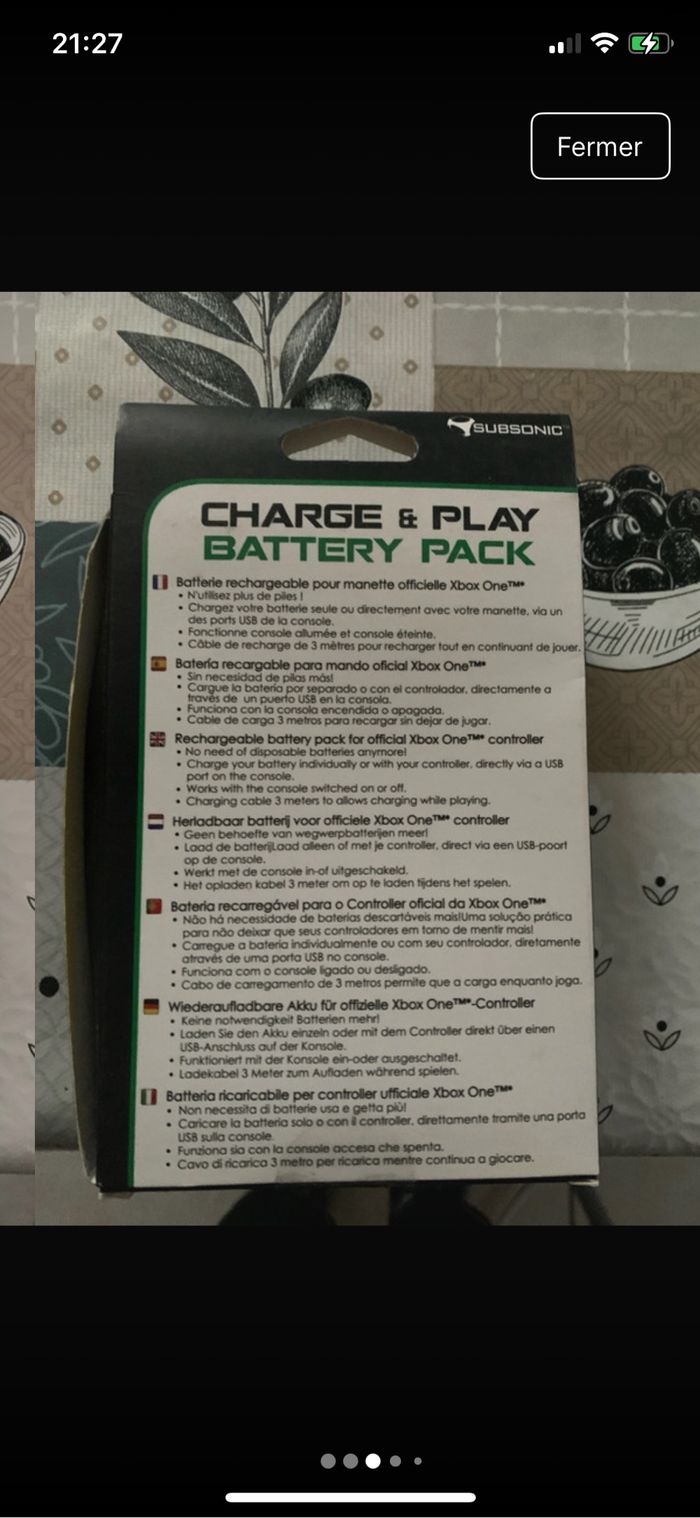 21:27
Fermer
SUBSONIC
CHARGE & PLAY
BATTERY PACK
Batterie rechargeable pour manette officielle Xbox One™*
• N'utilisez plus de piles !
• Chargez votre batterie seule ou directement avec votre manette, via un
des ports USB de la console.
• Fonctionne console allumée et console éteinte.
• Câble de recharge de 3 mètres pour recharger tout en continuant de jouer.
Batería recargable para mando oficial Xbox One™*
• Sin necesidad de pilas más!
• Cargue la batería por separado o con el controlador, directamente a
través de un puerto USB en la consola.
• Funciona con la consola encendida o apagada.
• Cable de carga 3 metros para recargar sin dejar de jugar.
Rechargeable battery pack for official Xbox One™* controller
• No need of disposable batteries anymore!
• Charge your battery individually or with your controller, directly via a USB
port on the console.
• Works with the console switched on or off.
• Charging cable 3 meters to allows charging while playing.
Herladbaar batterij voor officiele Xbox One™* controller
• Geen behoefte van wegwerpbatterijen meer!
• Laad de batterijLaad alleen of met je controller, direct via een USB-poort
op de console.
• Werkt met de console in-of uitgeschakeld.
• Het opladen kabel 3 meter om op te laden tijdens het spelen.
Bateria recarregável para o Controller oficial da Xbox One™*
• Não há necessidade de baterias descartáveis mais!Uma solução prática
para não deixar que seus controladores em torno de mentir mais!
• Carregue a bateria individualmente ou com seu controlador, diretamente
através de uma porta USB no console.
• Funciona com o console ligado ou desligado.
• Cabo de carregamento de 3 metros permite que a carga enquanto joga.
Wiederaufladbare Akku für offizielle Xbox One™*-Controller
• Keine notwendigkeit Batterien mehr!
• Laden Sie den Akku einzeln oder mit dem Controller direkt über einen
USB-Anschluss auf der Konsole.
• Funktioniert mit der Konsole ein-oder ausgeschaltet.
• Ladekabel 3 Meter zum Aufladen während spielen.
Batteria ricaricabile per controller ufficiale Xbox One™*
• Non necessita di batterie usa e getta più!
• Caricare la batteria solo o con il controller, direttamente tramite una porta
USB sulla console.
• Funziona sia con la console accesa che spenta.
• Cavo di ricarica 3 metro per ricarica mentre continua a giocare.